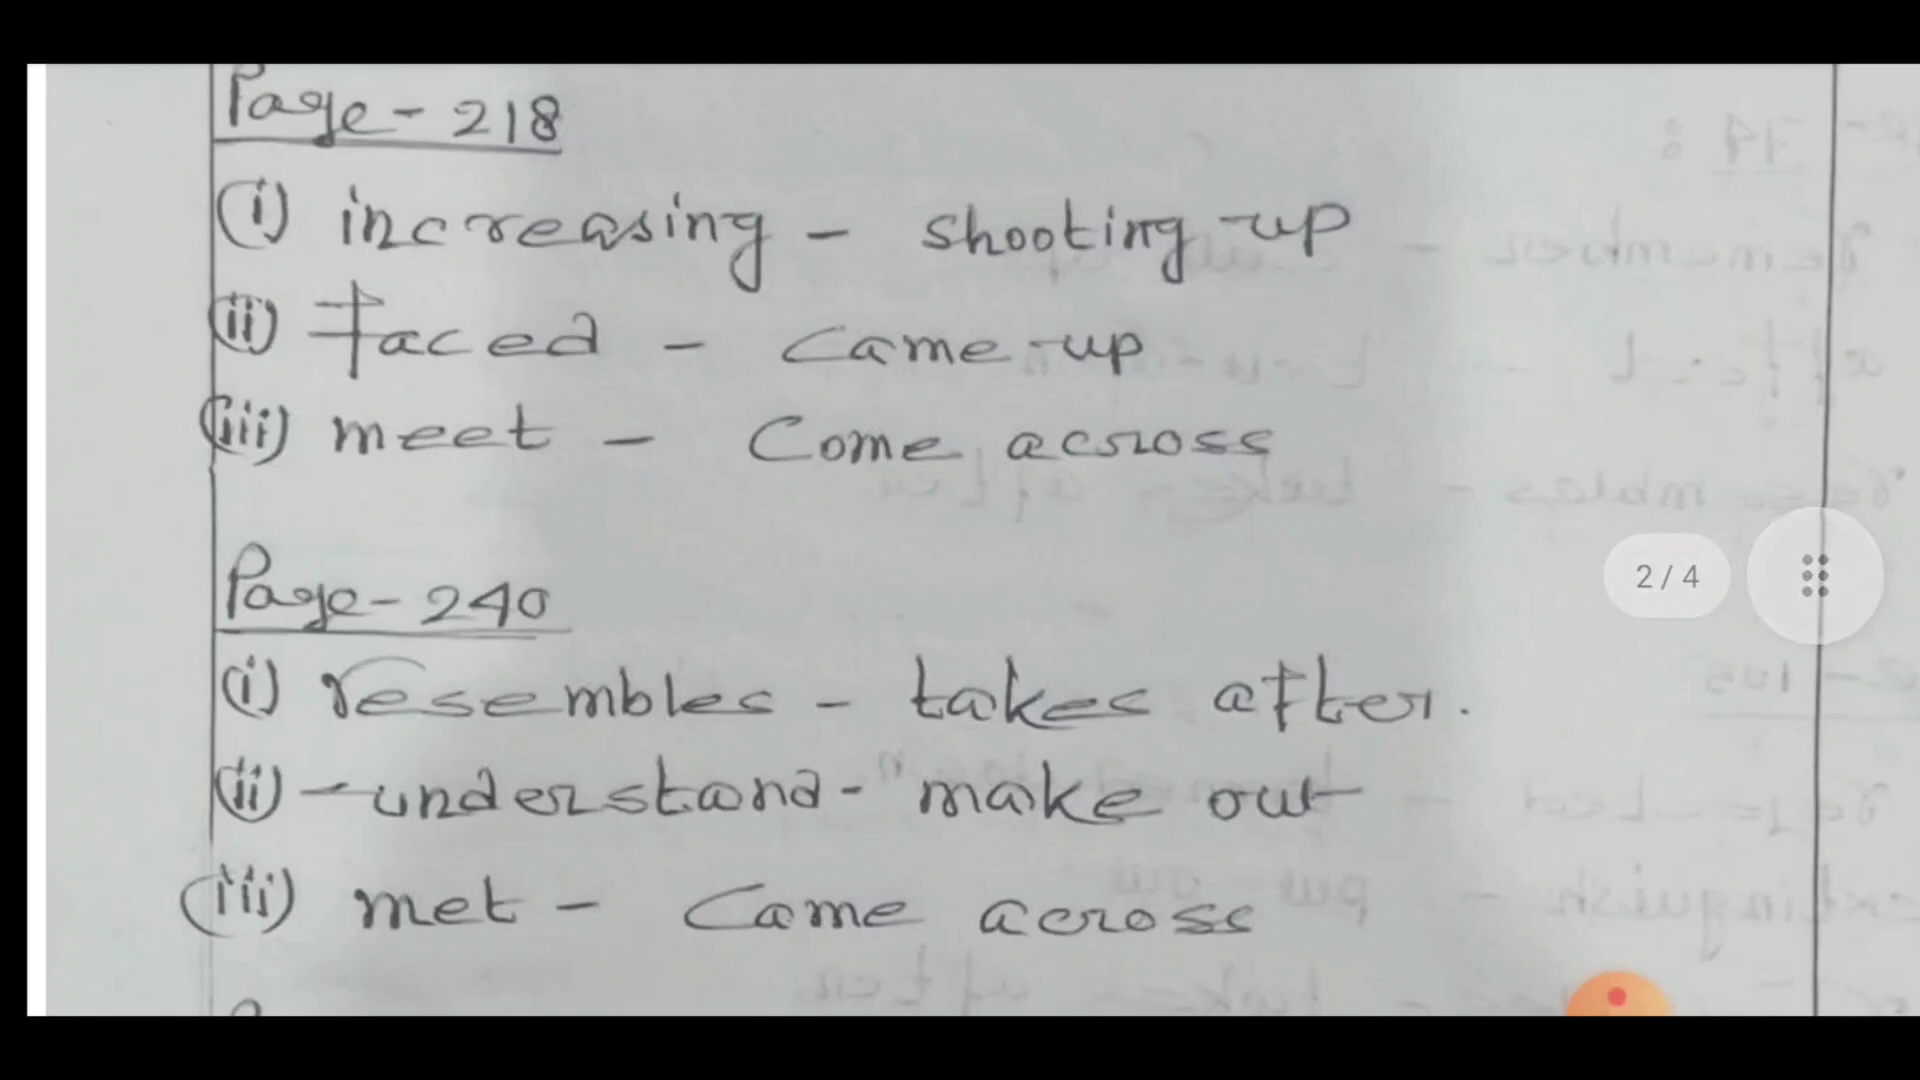 Page - 218
(i) increasing - shooting up
(ii) faced - came up
(iii) meet - Come across
2 / 4
Page - 240
(i) resembles - takes after.
(ii) - understand - make out
(iii) met - Came across